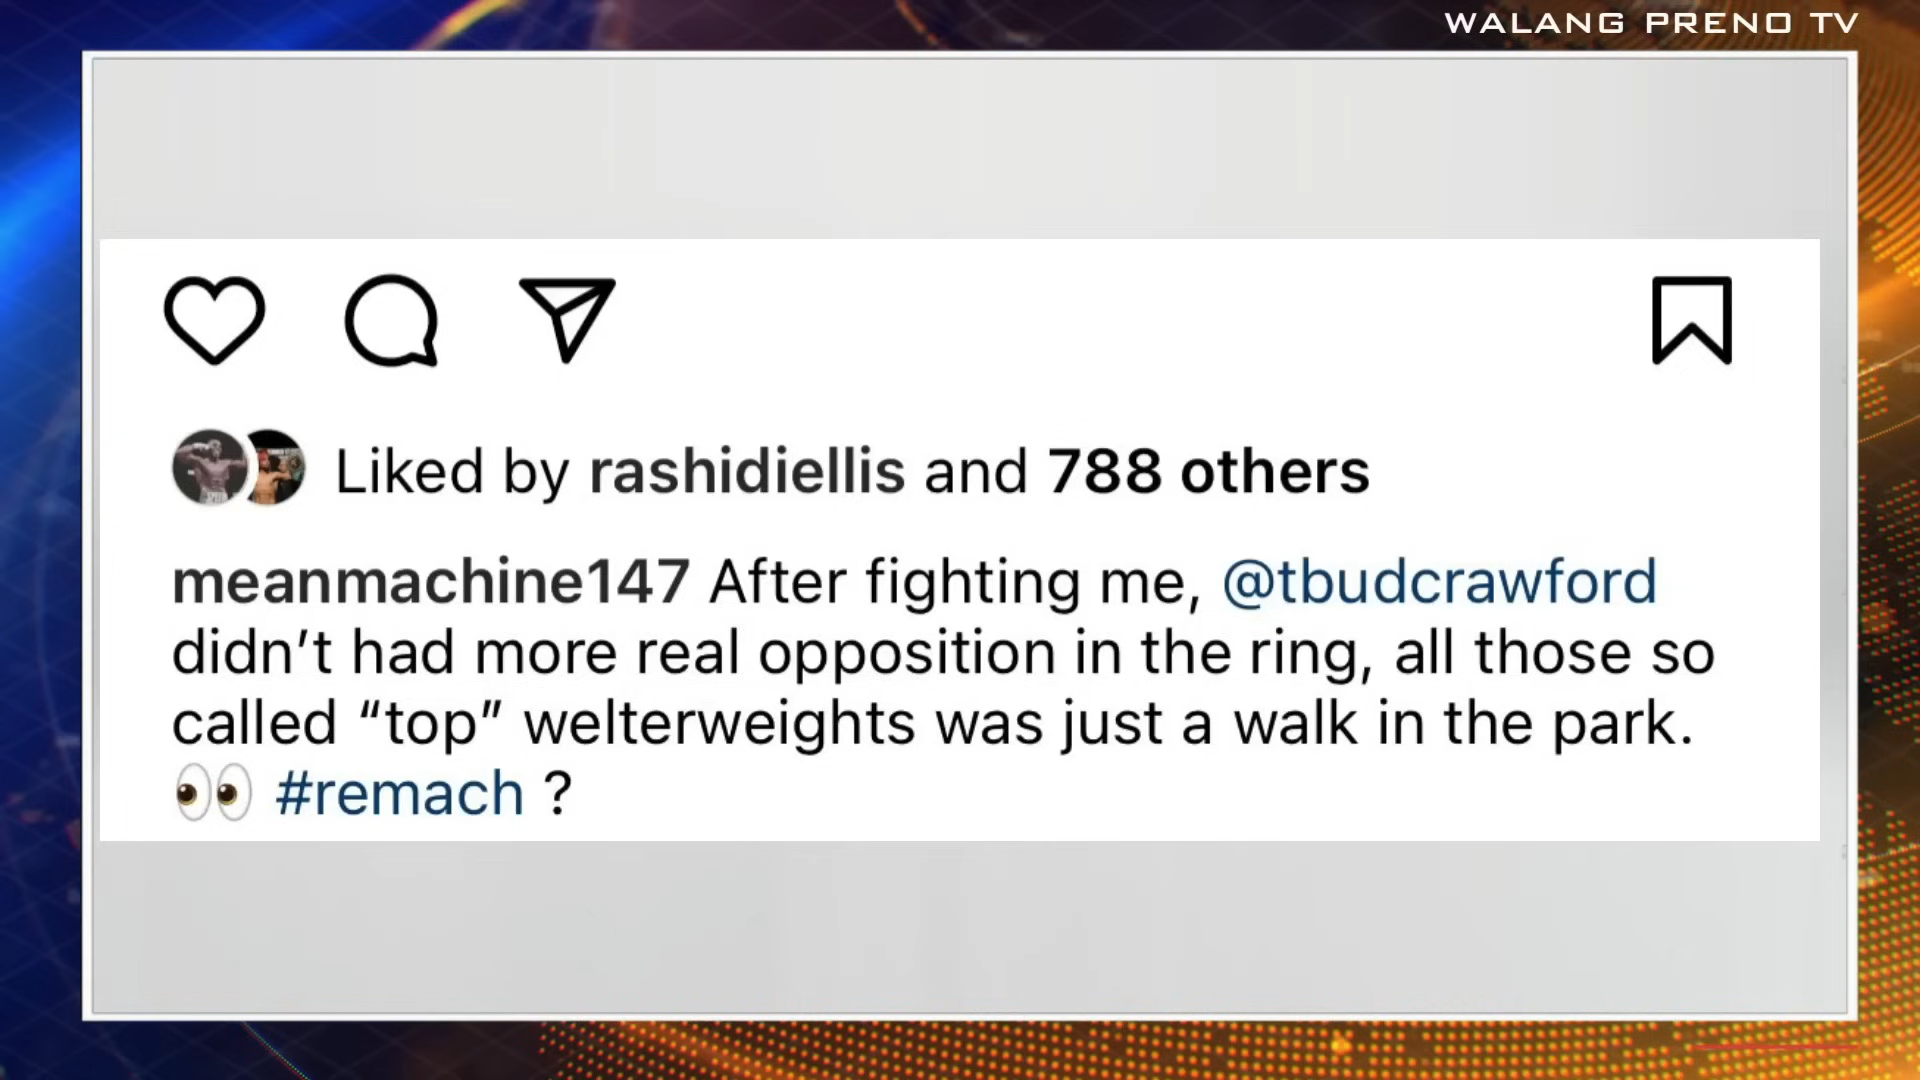 WALANG PRENO TV
Liked by rashidiellis and 788 others
meanmachine147 After fighting me, @tbudcrawford
didn’t had more real opposition in the ring, all those so
called “top” welterweights was just a walk in the park.
👀 #remach ?